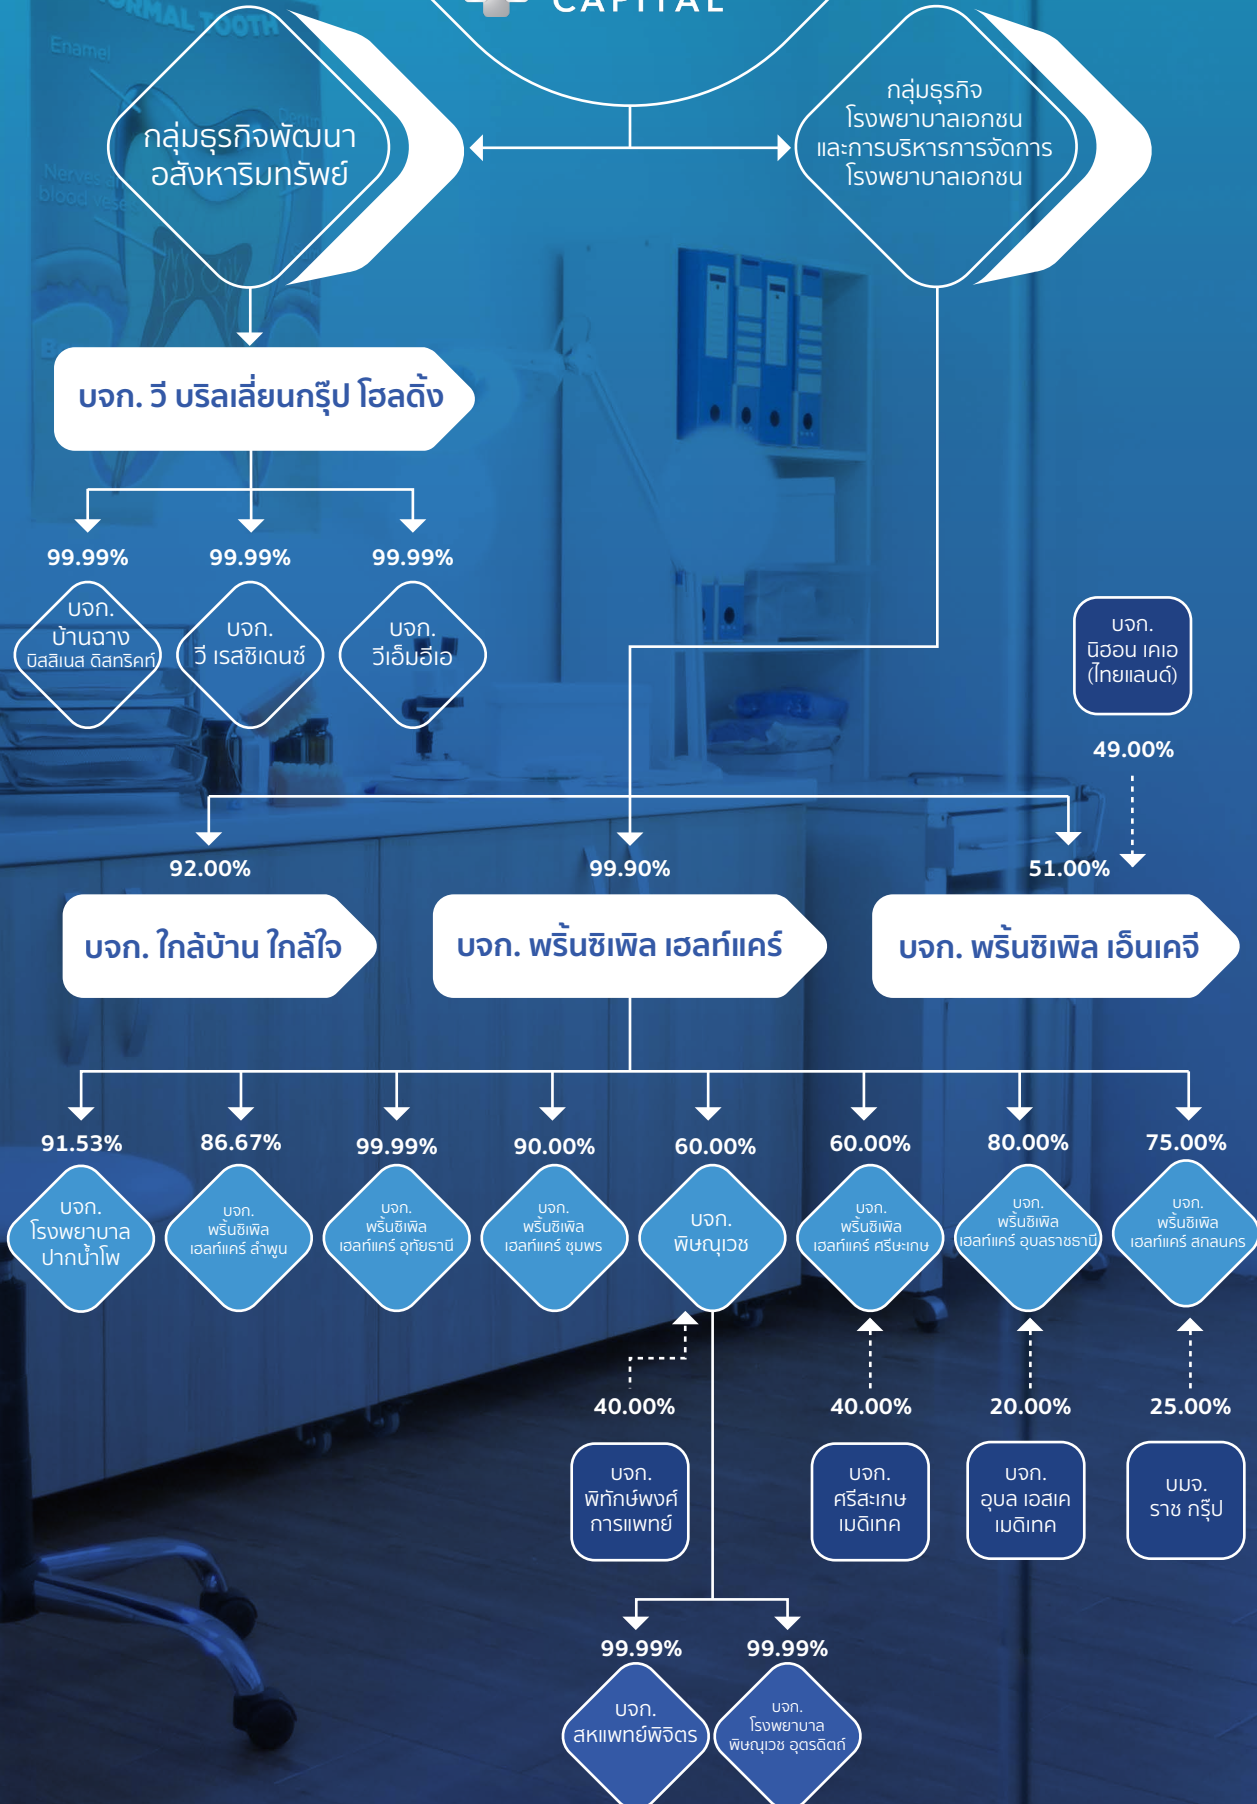 CAPITAL
NORMAL TOOTH
Enamel
Nerves
blood vessel
กลุ่มธุรกิจพัฒนา
อสังหาริมทรัพย์
กลุ่มธุรกิจ
โรงพยาบาลเอกชน
และการบริหารการจัดการ
โรงพยาบาลเอกชน
บจก. วี บริลเลี่ยนกรุ๊ป โฮลดิ้ง
99.99%
99.99%
99.99%
บจก.
บ้านฉาง
บิสสิเนส ดิสทริคท์
บจก.
วี เรสซิเดนซ์
บจก.
วีเอ็มอีเอ
บจก.
นิฮอน เคเอ
(ไทยแลนด์)
49.00%
92.00%
99.90%
51.00%
บจก. ใกล้บ้าน ใกล้ใจ
บจก. พริ้นซิเพิล เฮลท์แคร์
บจก. พริ้นซิเพิล เอ็นเคจี
91.53%
86.67%
99.99%
90.00%
60.00%
60.00%
80.00%
75.00%
บจก.
โรงพยาบาล
ปากน้ำโพ
บจก.
พริ้นซิเพิล
เฮลท์แคร์ ลำพูน
บจก.
พริ้นซิเพิล
เฮลท์แคร์ อุทัยธานี
บจก.
พริ้นซิเพิล
เฮลท์แคร์ ชุมพร
บจก.
พิษณุเวช
บจก.
พริ้นซิเพิล
เฮลท์แคร์ ศรีษะเกษ
บจก.
พริ้นซิเพิล
เฮลท์แคร์ อุบลราชธานี
บจก.
พริ้นซิเพิล
เฮลท์แคร์ สกลนคร
40.00%
40.00%
20.00%
25.00%
บจก.
พิทักษ์พงศ์
การแพทย์
บจก.
ศรีสะเกษ
เมดิเทค
บจก.
อุบล เอสเค
เมดิเทค
บมจ.
ราช กรุ๊ป
99.99%
99.99%
บจก.
สหแพทย์พิจิตร
บจก.
โรงพยาบาล
พิษณุเวช อุตรดิตถ์